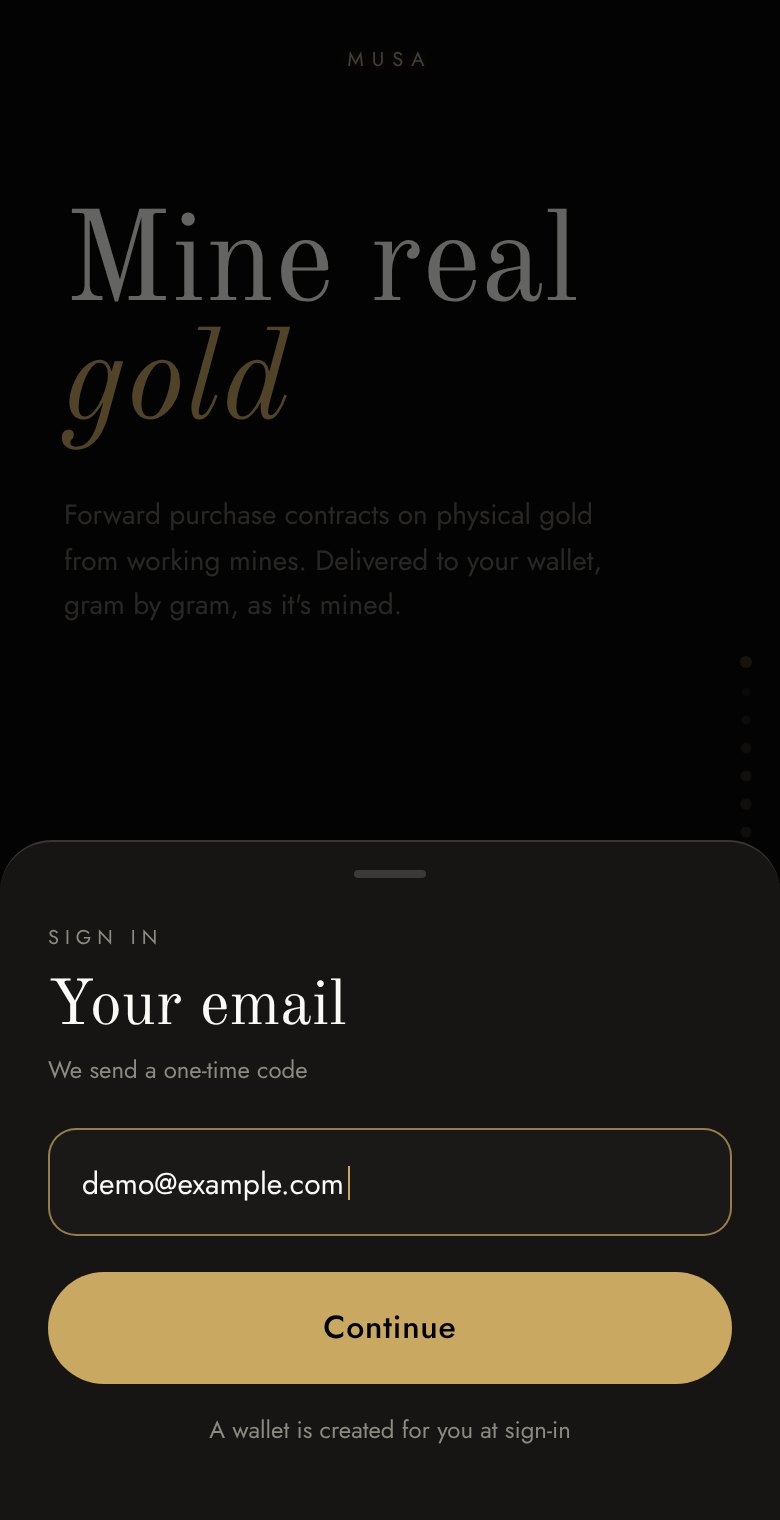 MUSA
Mine real
gold
Forward purchase contracts on physical gold
from working mines. Delivered to your wallet,
gram by gram, as it's mined.
SIGN IN
Your email
We send a one-time code
demo@example.com
Continue
A wallet is created for you at sign-in